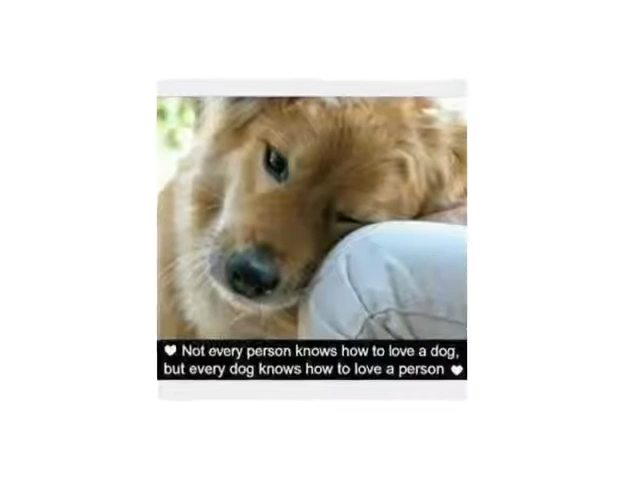 ♥ Not every person knows how to love a dog,
but every dog knows how to love a person ♥